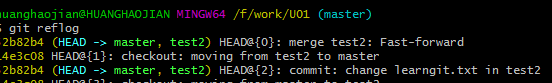 huanghaojian@HUANGHAOJIAN MINGW64 /f/work/U01 (master)
$ git reflog
2b82b4 (HEAD -> master, test2) HEAD@{0}: merge test2: Fast-forward
4e3c08 HEAD@{1}: checkout: moving from test2 to master
2b82b4 (HEAD -> master, test2) HEAD@{2}: commit: change learngit.txt in test2